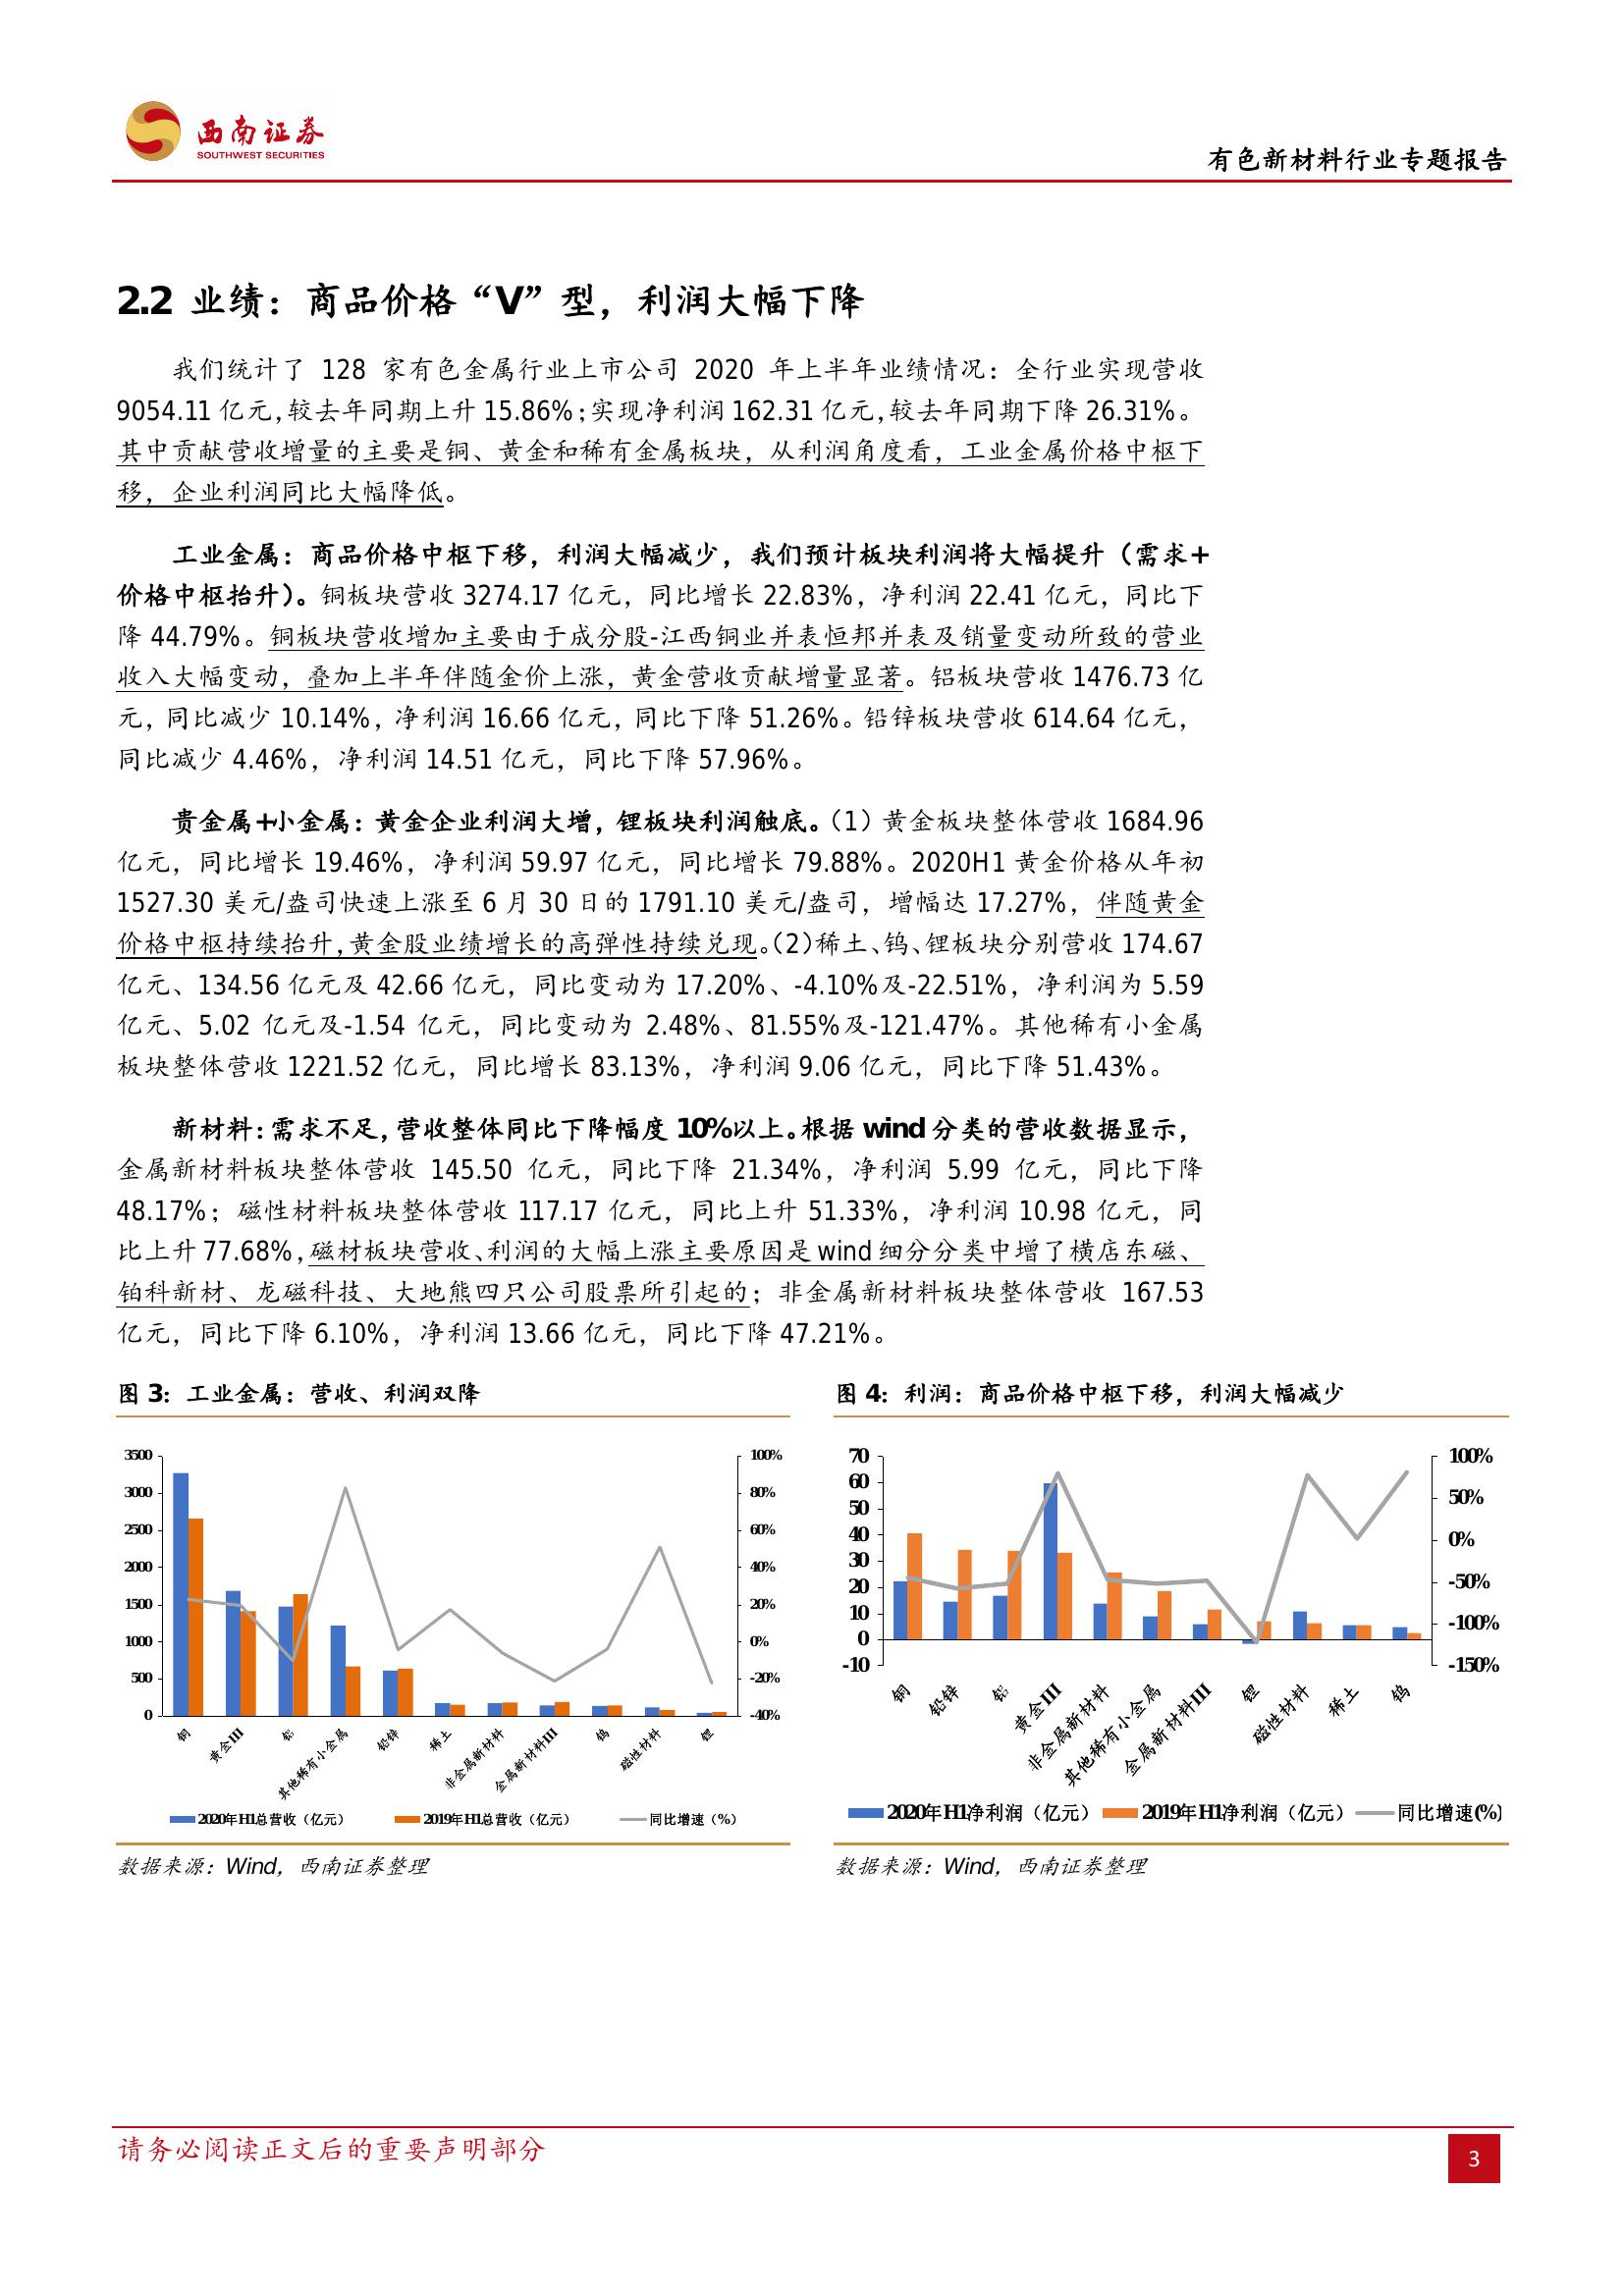 西南证券
SOUTHWEST SECURITIES
有色新材料行业专题报告
2.2 业绩：商品价格“V”型，利润大幅下降
我们统计了 128 家有色金属行业上市公司 2020 年上半年业绩情况：全行业实现营收
9054.11 亿元，较去年同期上升 15.86%；实现净利润 162.31 亿元，较去年同期下降 26.31%。
其中贡献营收增量的主要是铜、黄金和稀有金属板块，从利润角度看，工业金属价格中枢下
移，企业利润同比大幅降低。
工业金属：商品价格中枢下移，利润大幅减少，我们预计板块利润将大幅提升（需求+
价格中枢抬升）。铜板块营收 3274.17 亿元，同比增长 22.83%，净利润 22.41 亿元，同比下
降 44.79%。铜板块营收增加主要由于成分股-江西铜业并表恒邦并表及销量变动所致的营业
收入大幅变动，叠加上半年伴随金价上涨，黄金营收贡献增量显著。铝板块营收 1476.73 亿
元，同比减少 10.14%，净利润 16.66 亿元，同比下降 51.26%。铅锌板块营收 614.64 亿元，
同比减少 4.46%，净利润 14.51 亿元，同比下降 57.96%。
贵金属+小金属：黄金企业利润大增，锂板块利润触底。（1）黄金板块整体营收 1684.96
亿元，同比增长 19.46%，净利润 59.97 亿元，同比增长 79.88%。2020H1 黄金价格从年初
1527.30 美元/盎司快速上涨至 6 月 30 日的 1791.10 美元/盎司，增幅达 17.27%，伴随黄金
价格中枢持续抬升，黄金股业绩增长的高弹性持续兑现。（2）稀土、钨、锂板块分别营收 174.67
亿元、134.56 亿元及 42.66 亿元，同比变动为 17.20%、-4.10%及-22.51%，净利润为 5.59
亿元、5.02 亿元及-1.54 亿元，同比变动为 2.48%、81.55%及-121.47%。其他稀有小金属
板块整体营收 1221.52 亿元，同比增长 83.13%，净利润 9.06 亿元，同比下降 51.43%。
新材料：需求不足，营收整体同比下降幅度 10%以上。根据 wind 分类的营收数据显示，
金属新材料板块整体营收 145.50 亿元，同比下降 21.34%，净利润 5.99 亿元，同比下降
48.17%；磁性材料板块整体营收 117.17 亿元，同比上升 51.33%，净利润 10.98 亿元，同
比上升 77.68%，磁材板块营收、利润的大幅上涨主要原因是 wind 细分分类中增了横店东磁、
铂科新材、龙磁科技、大地熊四只公司股票所引起的；非金属新材料板块整体营收 167.53
亿元，同比下降 6.10%，净利润 13.66 亿元，同比下降 47.21%。
图 3：工业金属：营收、利润双降
3500
3000
2500
2000
1500
1000
500
0
100%
80%
60%
40%
20%
0%
-20%
-40%
铜
黄金III
铝
其他稀有小金属
铅锌
稀土
非金属新材料
金属新材料III
钨
磁性材料
锂
2020年H1总营收（亿元）
2019年H1总营收（亿元）
同比增速（%）
数据来源：Wind，西南证券整理
图 4：利润：商品价格中枢下移，利润大幅减少
70
60
50
40
30
20
10
0
-10
100%
50%
0%
-50%
-100%
-150%
铜
铅锌
铝
黄金III
非金属新材料
其他稀有小金属
金属新材料III
锂
磁性材料
稀土
钨
2020年H1净利润（亿元）
2019年H1净利润（亿元）
同比增速(%)
数据来源：Wind，西南证券整理
请务必阅读正文后的重要声明部分
3